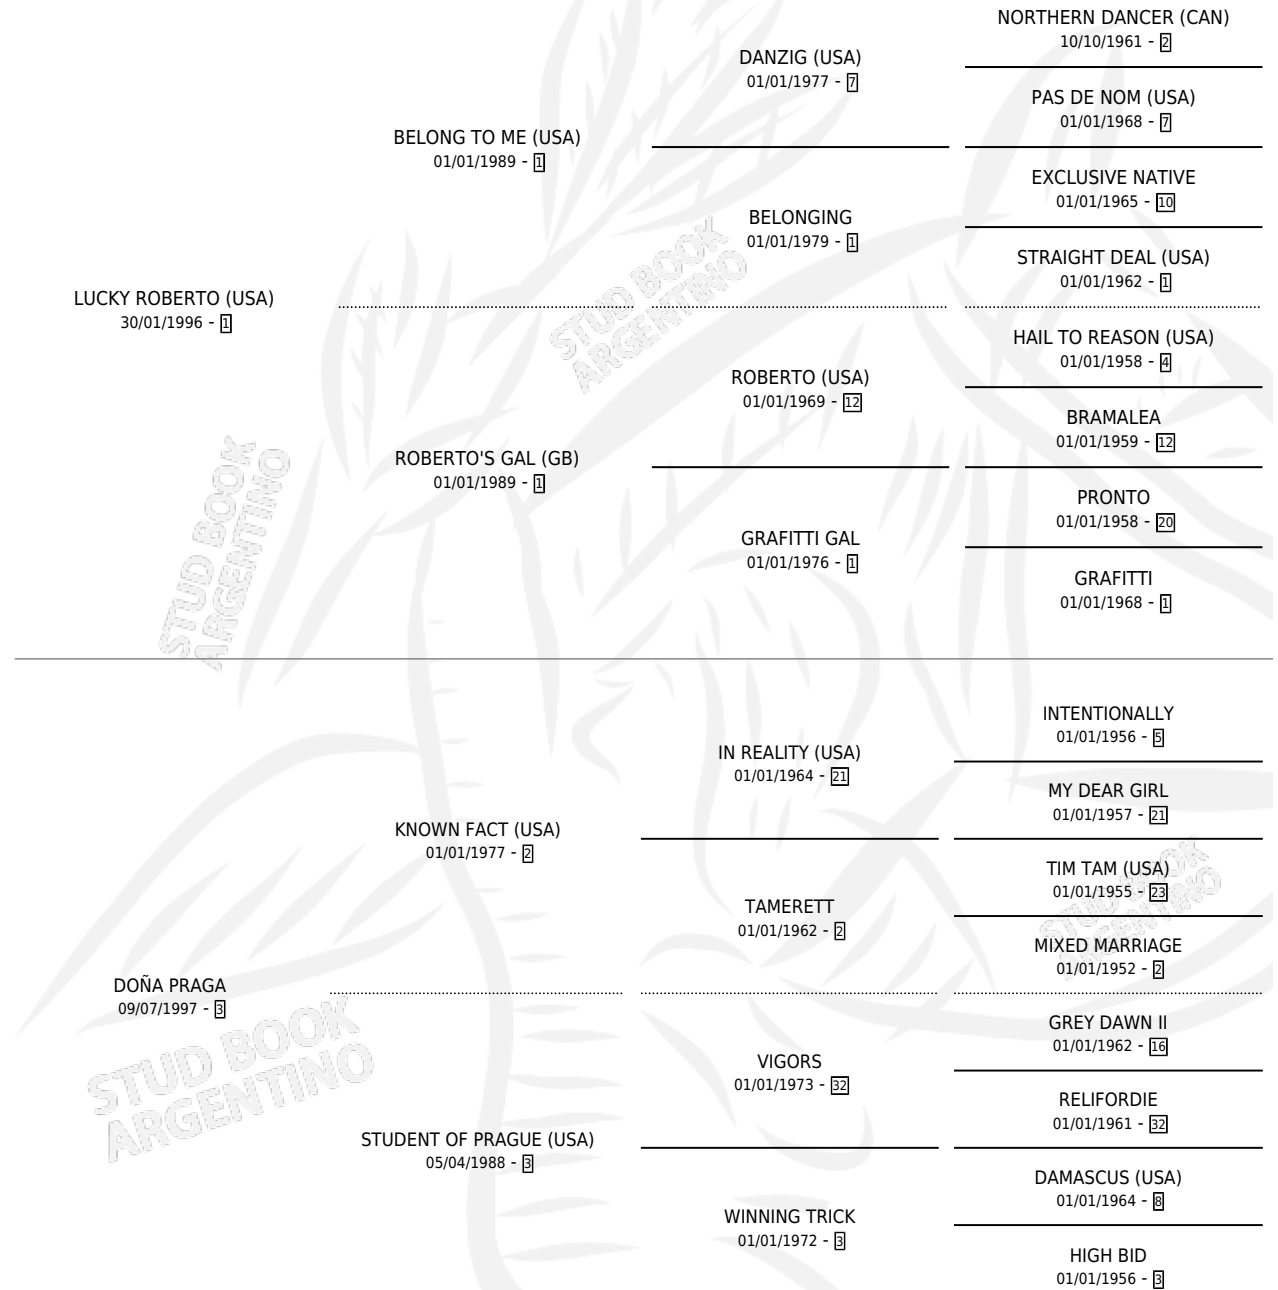 LUCKY ROBERTO (USA)
30/01/1996 - 1
BELONG TO ME (USA)
01/01/1989 - 1
DANZIG (USA)
01/01/1977 - 7
NORTHERN DANCER (CAN)
10/10/1961 - 2
PAS DE NOM (USA)
01/01/1968 - 7
BELONGING
01/01/1979 - 1
EXCLUSIVE NATIVE
01/01/1965 - 10
STRAIGHT DEAL (USA)
01/01/1962 - 1
ROBERTO'S GAL (GB)
01/01/1989 - 1
ROBERTO (USA)
01/01/1969 - 12
HAIL TO REASON (USA)
01/01/1958 - 4
BRAMALEA
01/01/1959 - 12
GRAFITTI GAL
01/01/1976 - 1
PRONTO
01/01/1958 - 20
GRAFITTI
01/01/1968 - 1
DOÑA PRAGA
09/07/1997 - 3
KNOWN FACT (USA)
01/01/1977 - 2
IN REALITY (USA)
01/01/1964 - 21
INTENTIONALLY
01/01/1956 - 5
MY DEAR GIRL
01/01/1957 - 21
TAMERETT
01/01/1962 - 2
TIM TAM (USA)
01/01/1955 - 23
MIXED MARRIAGE
01/01/1952 - 2
STUDENT OF PRAGUE (USA)
05/04/1988 - 3
VIGORS
01/01/1973 - 32
GREY DAWN II
01/01/1962 - 16
RELIFORDIE
01/01/1961 - 32
WINNING TRICK
01/01/1972 - 3
DAMASCUS (USA)
01/01/1964 - 8
HIGH BID
01/01/1956 - 3
STUD BOOK
ARGENTINO
STUD BOOK
ARGENTINO
STUD BOOK
ARGENTINO
STUD BOOK
ARGENTINO